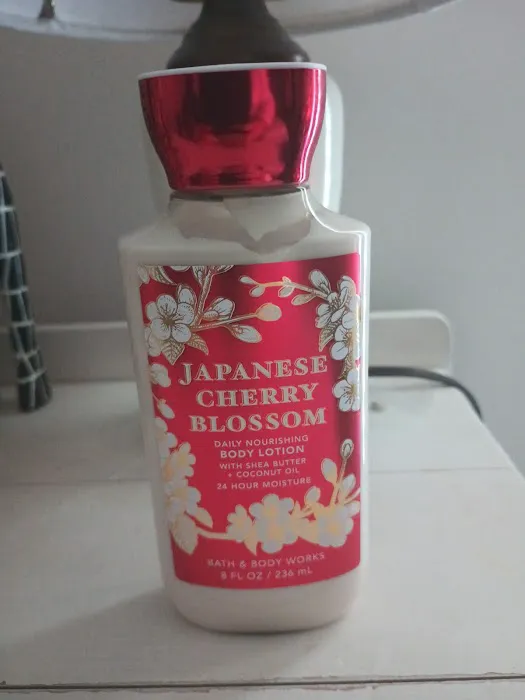 JAPANESE
CHERRY
BLOSSOM
DAILY NOURISHING
BODY LOTION
WITH SHEA BUTTER
+ COCONUT OIL
24 HOUR MOISTURE
BATH & BODY WORKS
8 FL OZ / 236 mL